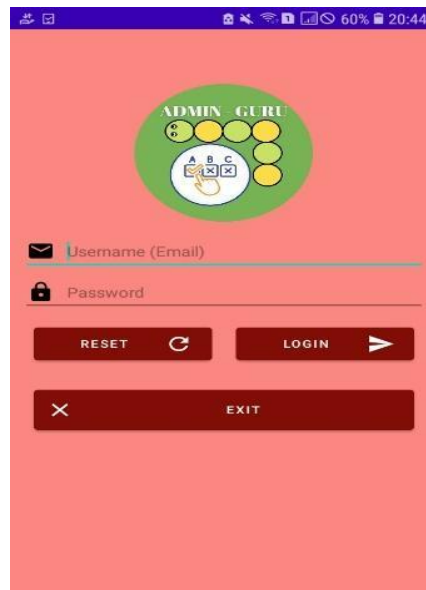 60% 20:44
ADMIN - GURU
A B C
Username (Email)
Password
RESET LOGIN
EXIT